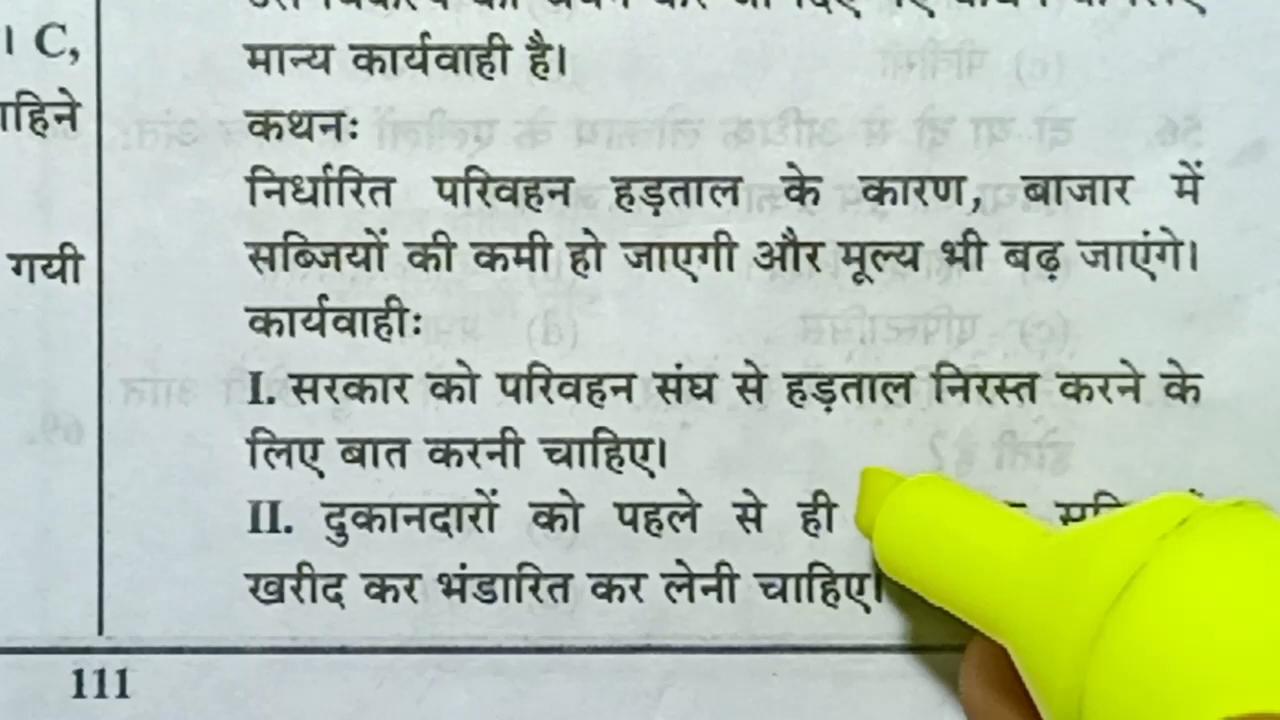 । C,
हिने
गयी
मान्य कार्यवाही है।
कथनः
निर्धारित परिवहन हड़ताल के कारण, बाजार में
सब्जियों की कमी हो जाएगी और मूल्य भी बढ़ जाएंगे।
कार्यवाहीः
I. सरकार को परिवहन संघ से हड़ताल निरस्त करने के
लिए बात करनी चाहिए।
II. दुकानदारों को पहले से ही
खरीद कर भंडारित कर लेनी चाहिए।
111